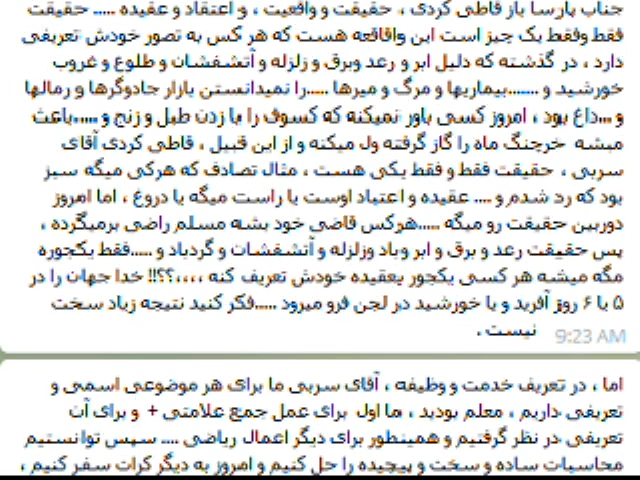 جناب پارسا باز قاطی کردی ، حقیقت و واقعیت ، و اعتقاد و عقیده ..... حقیقت
فقط وفقط یک چیز است این واقاقعه هست که هر کس به تصور خودش تعریفی
دارد ، در گذشته که دلیل ابر و رعد وبرق و زلزله و آتشفشان و طلوع و غروب
خورشید و .......بیماریها و مرگ و میرها .....را نمیدانستن بازار جادوگرها و رمالها
و ...داغ بود ، امروز کسی باور نمیکنه که کسوف را با زدن طبل و زنج و .....باعث
میشه خرچنگ ماه را گاز گرفته ول میکنه و از این قبیل ، قاطی کردی آقای
سربی ، حقیقت فقط و فقط یکی هست ، مثال تصادف که هرکی میگه سبز
بود که رد شدم و .... عقیده و اعتیاد اوست یا راست میگه یا دروغ ، اما امروز
دوربین حقیقت رو میگه .....هرکس قاضی خود بشه مسلم راضی برمیگرده ،
پس حقیقت رعد و برق و ابر وباد وزلزله و آتشفشان و گردباد و .....فقط یکجوره
مگه میشه هر کسی یکجور بعقیده خودش تعریف کنه ،،،،؟؟!! خدا جهان را در
۵ یا ۶ روز آفرید و یا خورشید در لجن فرو میرود .....فکر کنید نتیجه زیاد سخت
نیست .
9:23 AM
اما ، در تعریف خدمت و وظیفه ، آقای سربی ما برای هر موضوعی اسمی و
تعریفی داریم ، معلم بودید ، ما اول برای عمل جمع علامتی + و برای آن
تعریفی در نظر گرفتیم و همینطور برای دیگر اعمال ریاضی .... سپس توانستیم
محاسبات ساده و سخت و پیچیده را حل کنیم و امروز به دیگر کرات سفر کنیم ،